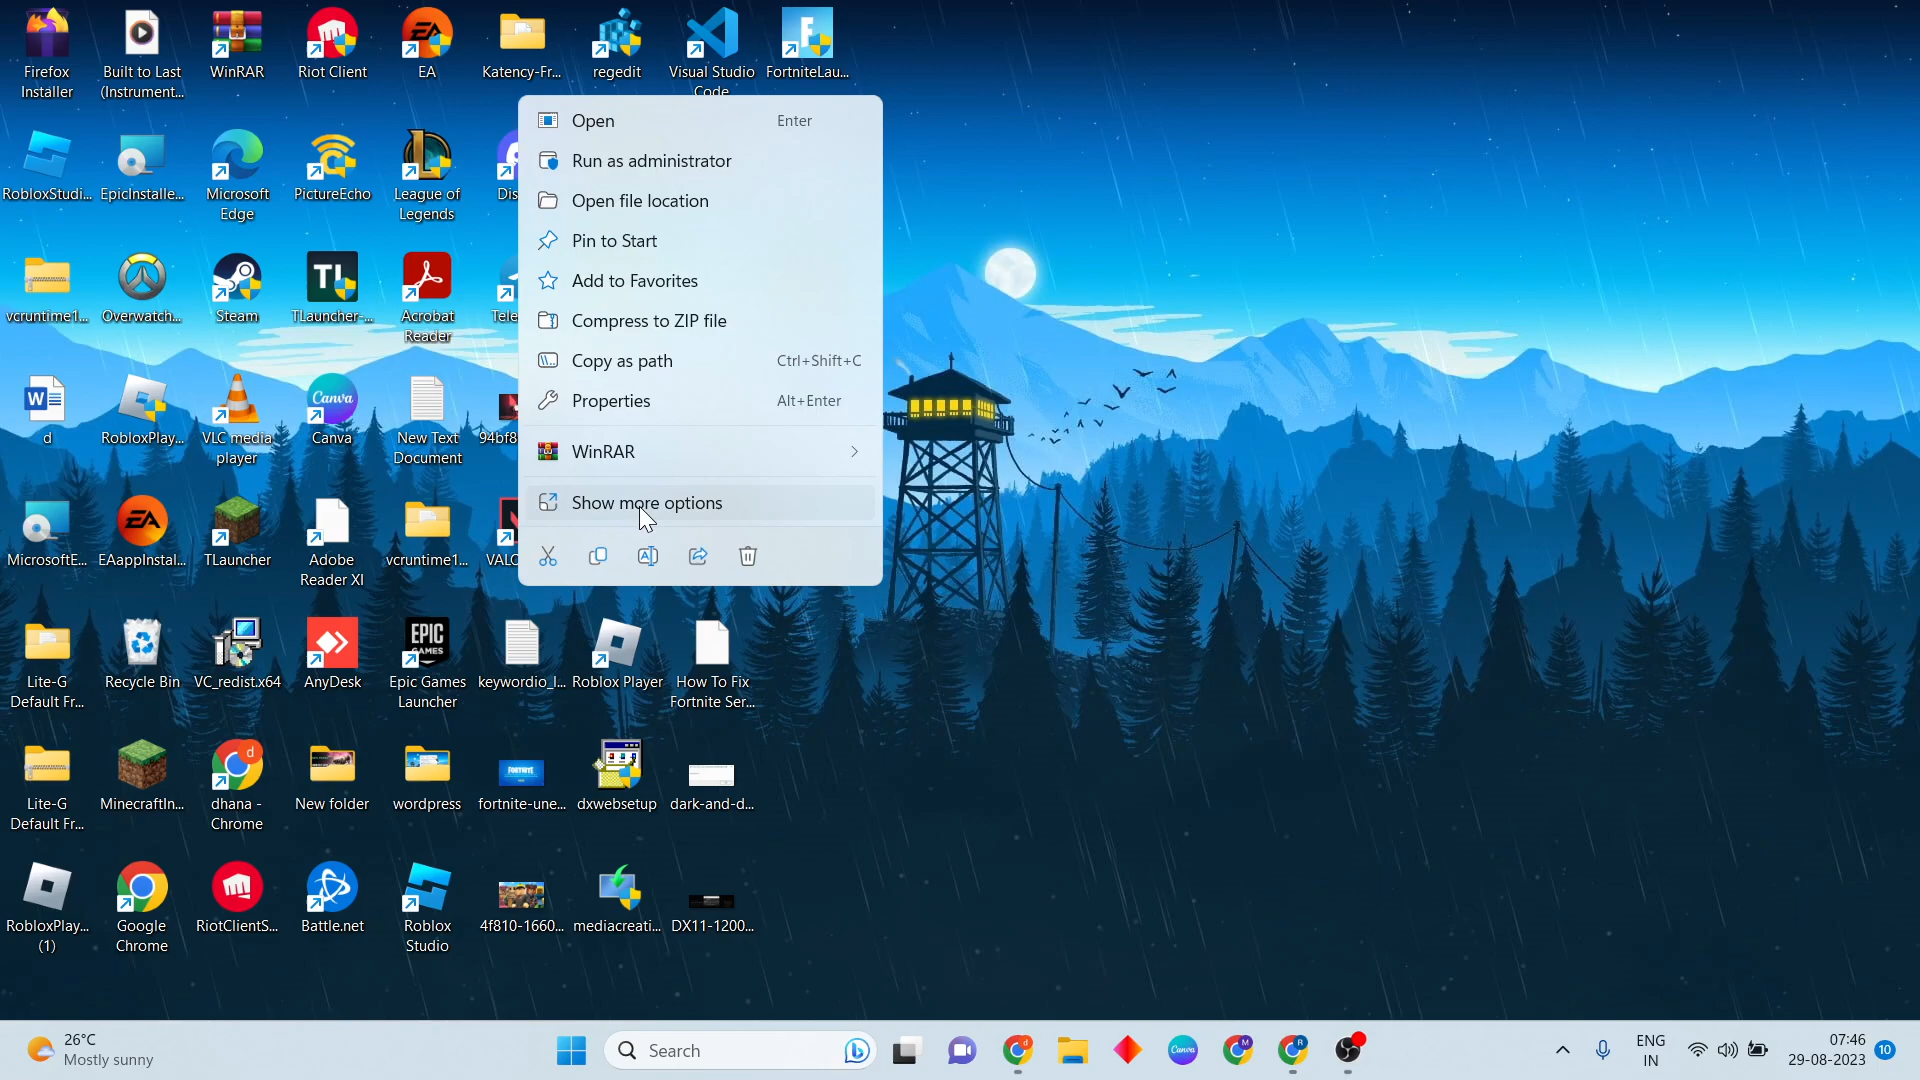 Firefox
Installer
Built to Last
(Instrument...
WinRAR
Riot Client
EA
Katency-Fr...
regedit
Visual Studio
Code
FortniteLau...
RobloxStudi...
EpicInstalle...
Microsoft
Edge
PictureEcho
League of
Legends
Dis
vcruntime1...
Overwatch...
Steam
TLauncher-...
Acrobat
Reader
Tele
d
RobloxPlay...
VLC media
player
Canva
New Text
Document
94bf8
MicrosoftE...
EAappInstal...
TLauncher
Adobe
Reader XI
vcruntime1...
VALO
Open Enter
Run as administrator
Open file location
Pin to Start
Add to Favorites
Compress to ZIP file
Copy as path Ctrl+Shift+C
Properties Alt+Enter
WinRAR
Show more options
Lite-G
Default Fr...
Recycle Bin
VC_redist.x64
AnyDesk
EPIC
GAMES
Epic Games
Launcher
keywordio_l...
Roblox Player
How To Fix
Fortnite Ser...
Lite-G
Default Fr...
MinecraftIn...
dhana -
Chrome
New folder
wordpress
fortnite-une...
dxwebsetup
dark-and-d...
RobloxPlay...
(1)
Google
Chrome
RiotClientS...
Battle.net
Roblox
Studio
4f810-1660...
mediacreati...
DX11-1200...
26°C
Mostly sunny
Search
ENG
IN
07:46
29-08-2023
10